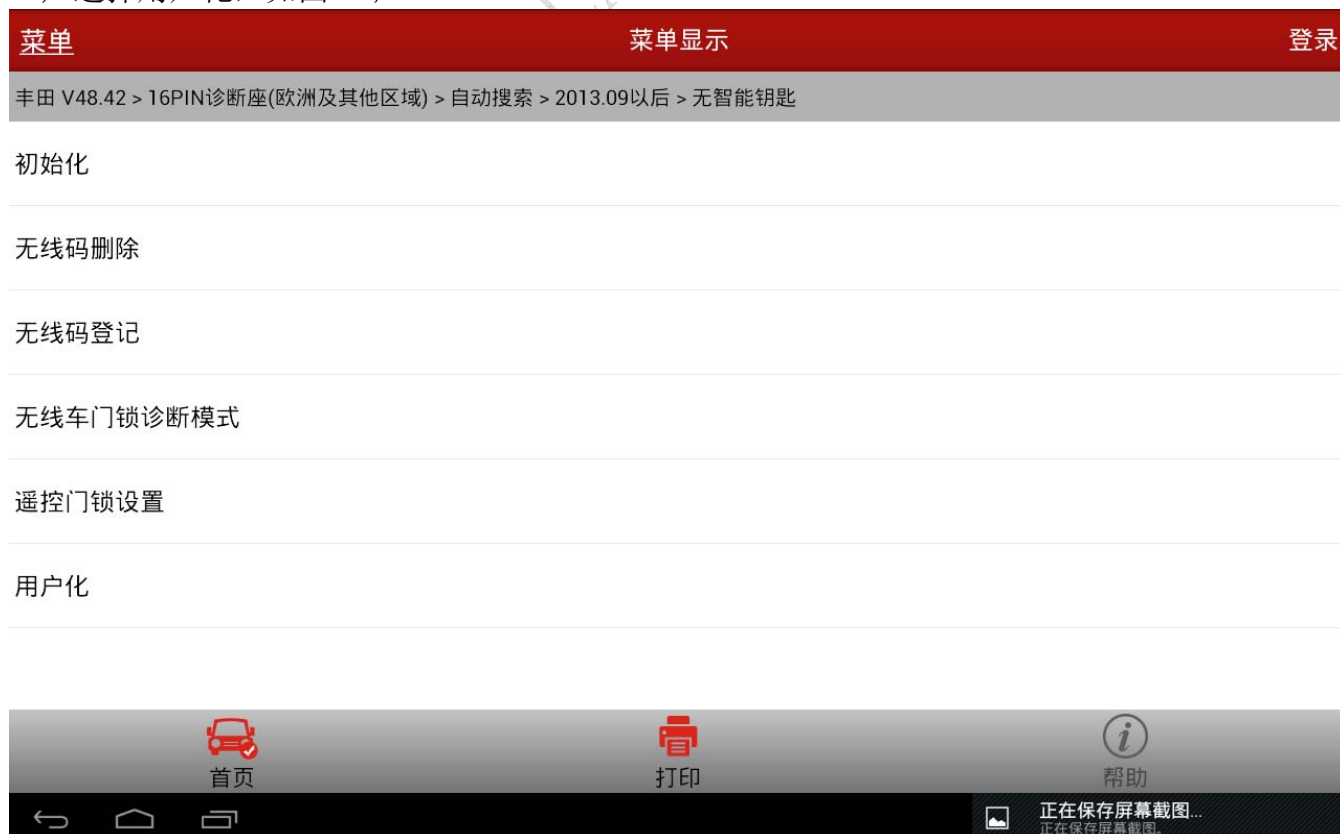 菜单
菜单显示
登录
丰田 V48.42 > 16PIN诊断座(欧洲及其他区域) > 自动搜索 > 2013.09以后 > 无智能钥匙
初始化
无线码删除
无线码登记
无线车门锁诊断模式
遥控门锁设置
用户化
首页
打印
帮助
正在保存屏幕截图...
正在保存屏幕截图。